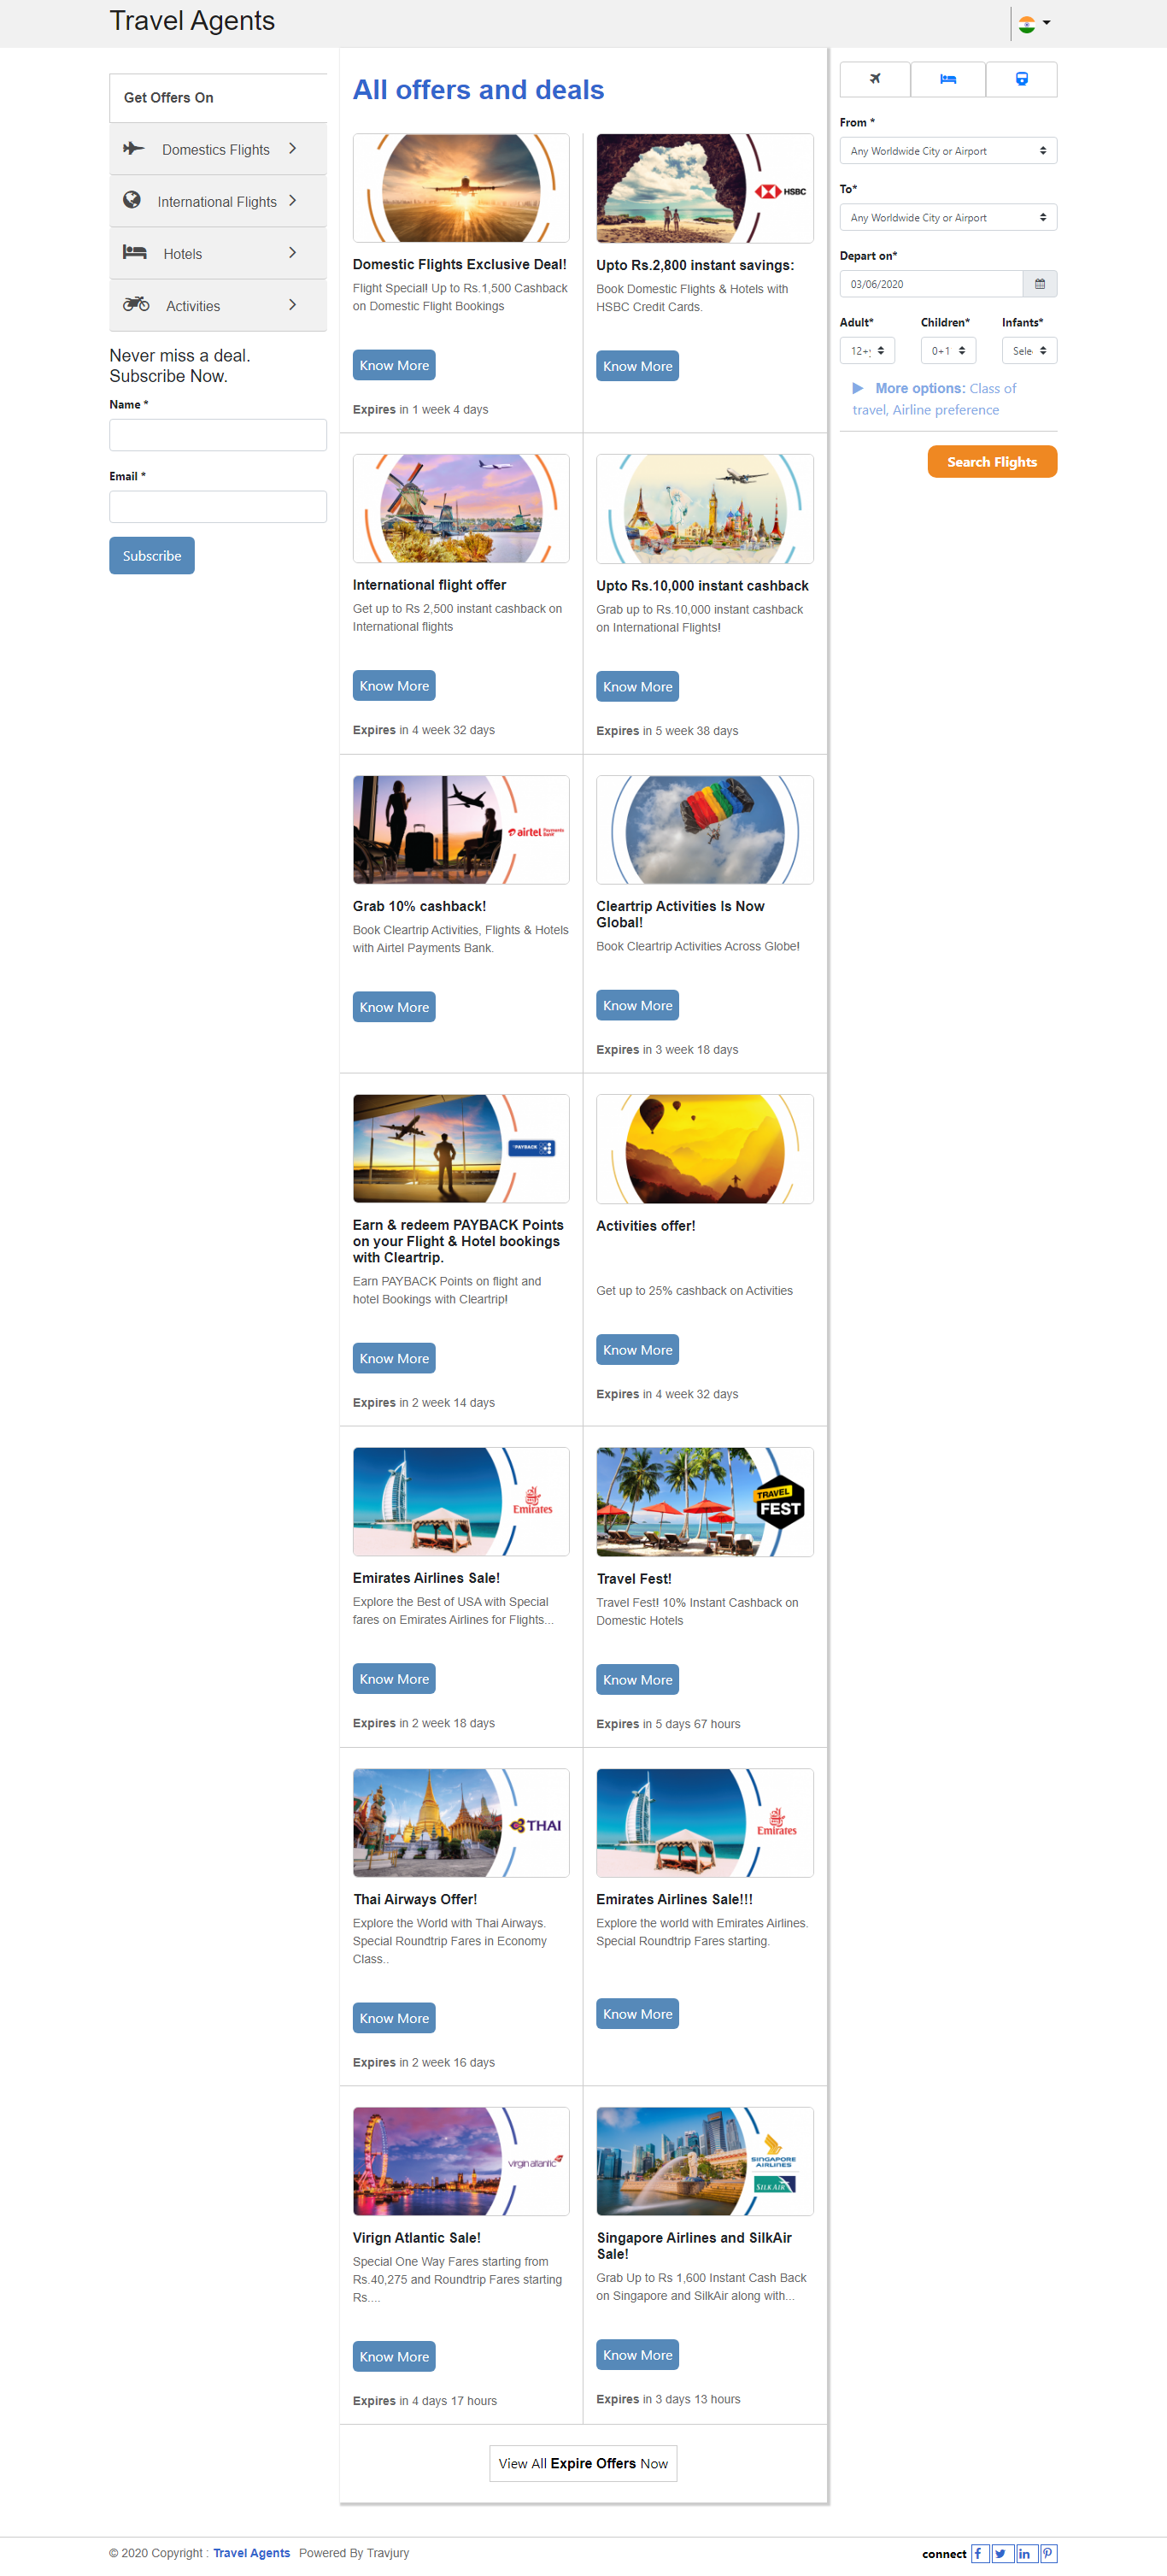 Travel Agents
Get Offers On
Domestics Flights
International Flights
Hotels
Activities
Never miss a deal.
Subscribe Now.
Name *
Email *
Subscribe
All offers and deals
Domestic Flights Exclusive Deal!
Flight Special! Up to Rs.1,500 Cashback
on Domestic Flight Bookings
Know More
Expires in 1 week 4 days
HSBC
Upto Rs.2,800 instant savings:
Book Domestic Flights & Hotels with
HSBC Credit Cards.
Know More
International flight offer
Get up to Rs 2,500 instant cashback on
International flights
Know More
Expires in 4 week 32 days
Upto Rs.10,000 instant cashback
Grab up to Rs.10,000 instant cashback
on International Flights!
Know More
Expires in 5 week 38 days
airtel Payments
Bank
Grab 10% cashback!
Book Cleartrip Activities, Flights & Hotels
with Airtel Payments Bank.
Know More
Cleartrip Activities Is Now
Global!
Book Cleartrip Activities Across Globe!
Know More
Expires in 3 week 18 days
PAYBACK
Earn & redeem PAYBACK Points
on your Flight & Hotel bookings
with Cleartrip.
Earn PAYBACK Points on flight and
hotel Bookings with Cleartrip!
Know More
Expires in 2 week 14 days
Activities offer!
Get up to 25% cashback on Activities
Know More
Expires in 4 week 32 days
Emirates
Emirates Airlines Sale!
Explore the Best of USA with Special
fares on Emirates Airlines for Flights...
Know More
Expires in 2 week 18 days
TRAVEL
FEST
Travel Fest!
Travel Fest! 10% Instant Cashback on
Domestic Hotels
Know More
Expires in 5 days 67 hours
THAI
Thai Airways Offer!
Explore the World with Thai Airways.
Special Roundtrip Fares in Economy
Class..
Know More
Expires in 2 week 16 days
Emirates
Emirates Airlines Sale!!!
Explore the world with Emirates Airlines.
Special Roundtrip Fares starting.
Know More
virgin atlantic
Virign Atlantic Sale!
Special One Way Fares starting from
Rs.40,275 and Roundtrip Fares starting
Rs....
Know More
Expires in 4 days 17 hours
SINGAPORE
AIRLINES
SILKAIR
Singapore Airlines and SilkAir
Sale!
Grab Up to Rs 1,600 Instant Cash Back
on Singapore and SilkAir along with...
Know More
Expires in 3 days 13 hours
View All Expire Offers Now
From *
Any Worldwide City or Airport
To*
Any Worldwide City or Airport
Depart on*
03/06/2020
Adult* Children* Infants*
12+ 0+1 Sele
More options: Class of
travel, Airline preference
Search Flights
© 2020 Copyright : Travel Agents Powered By Travjury
connect